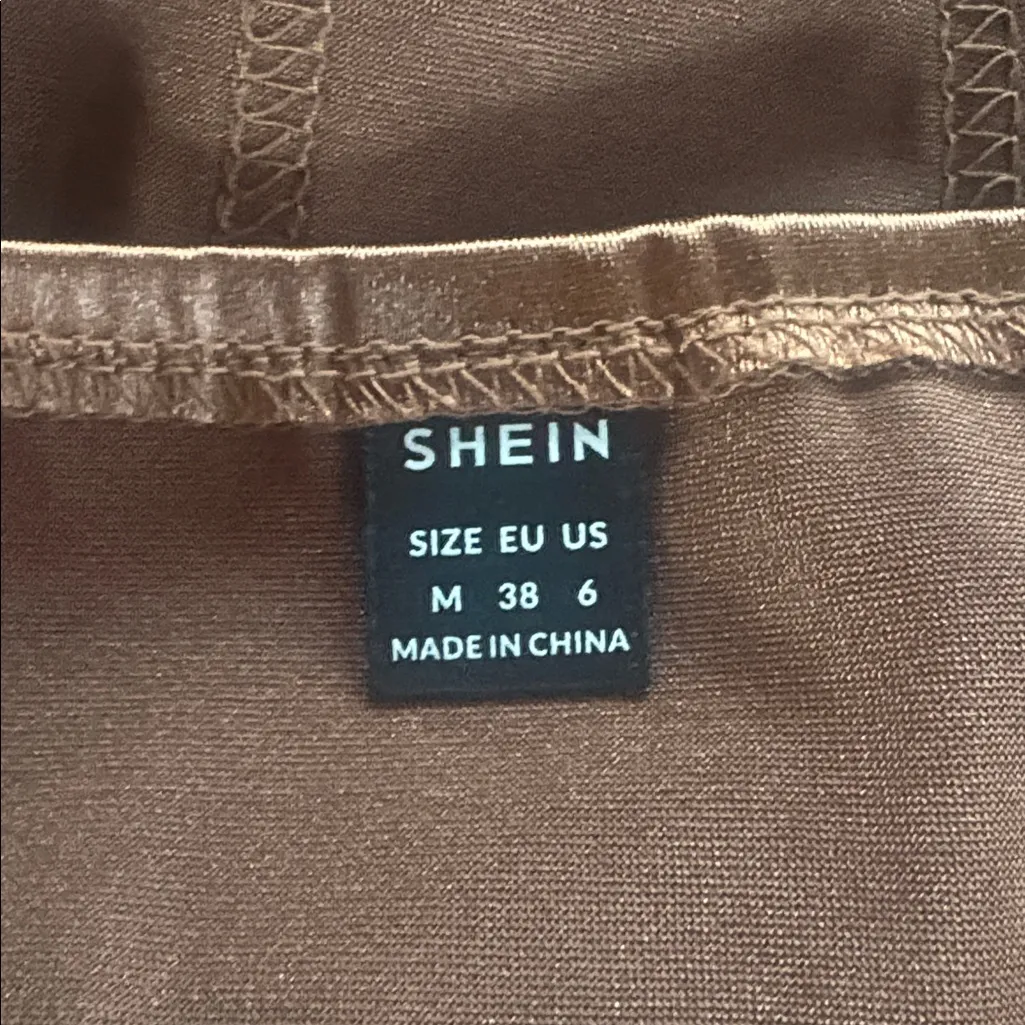 SHEIN
SIZE EU US
M 38 6
MADE IN CHINA